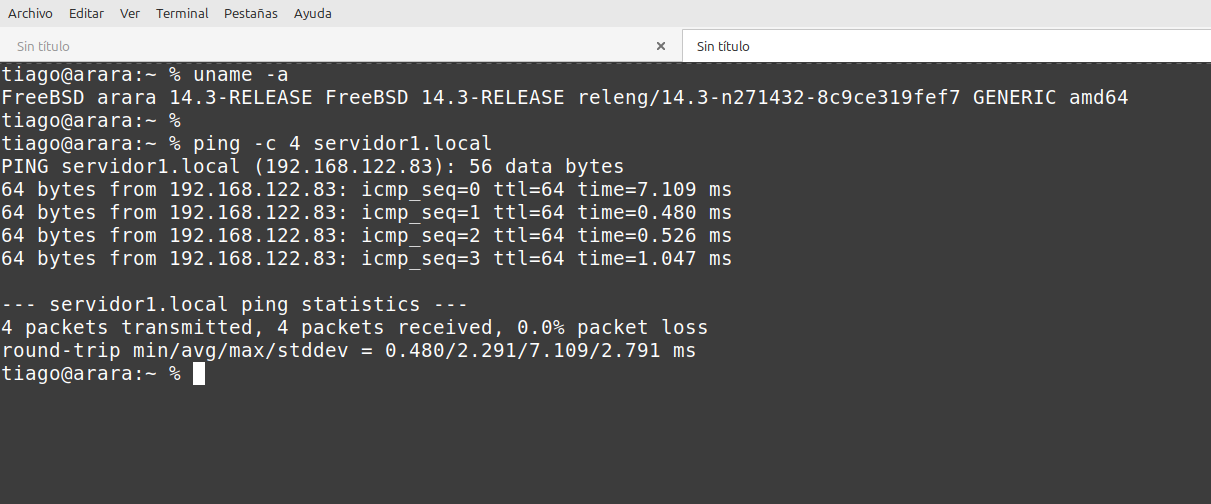 Archivo Editar Ver Terminal Pestañas Ayuda
Sin título × Sin título
tiago@arara:~ % uname -a
FreeBSD arara 14.3-RELEASE FreeBSD 14.3-RELEASE releng/14.3-n271432-8c9ce319fef7 GENERIC amd64
tiago@arara:~ %
tiago@arara:~ % ping -c 4 servidor1.local
PING servidor1.local (192.168.122.83): 56 data bytes
64 bytes from 192.168.122.83: icmp_seq=0 ttl=64 time=7.109 ms
64 bytes from 192.168.122.83: icmp_seq=1 ttl=64 time=0.480 ms
64 bytes from 192.168.122.83: icmp_seq=2 ttl=64 time=0.526 ms
64 bytes from 192.168.122.83: icmp_seq=3 ttl=64 time=1.047 ms

--- servidor1.local ping statistics ---
4 packets transmitted, 4 packets received, 0.0% packet loss
round-trip min/avg/max/stddev = 0.480/2.291/7.109/2.791 ms
tiago@arara:~ %